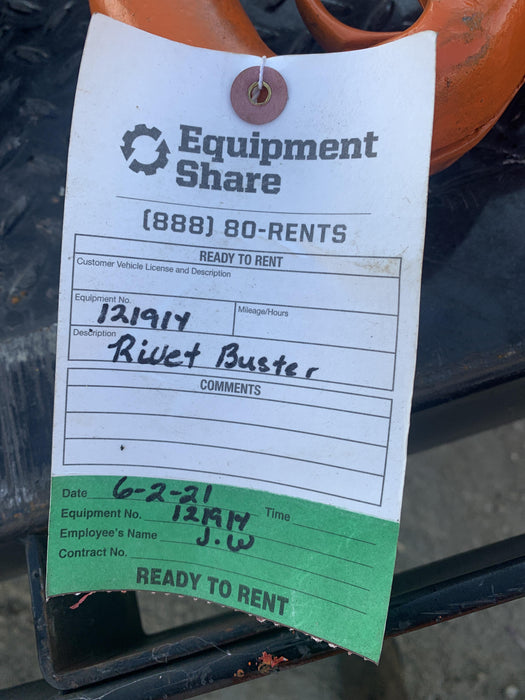 Equipment
Share
(888) 80-RENTS
READY TO RENT
Customer Vehicle License and Description
Equipment No. 121914 Mileage/Hours
Description Rivet Buster
COMMENTS
Date 6-2-21
Equipment No. 121914 Time
Employee's Name J.W
Contract No.
READY TO RENT